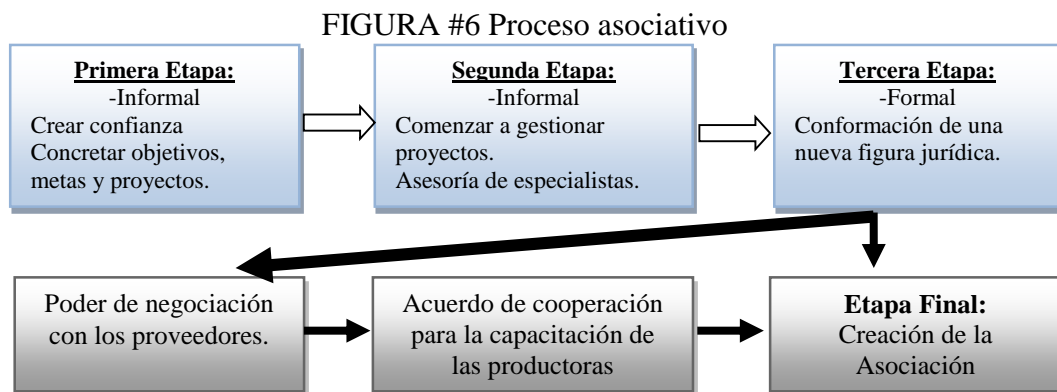 FIGURA #6 Proceso asociativo
Primera Etapa:
-Informal
Crear confianza
Concretar objetivos,
metas y proyectos.
Segunda Etapa:
-Informal
Comenzar a gestionar
proyectos.
Asesoría de especialistas.
Tercera Etapa:
-Formal
Conformación de una
nueva figura jurídica.
Poder de negociación
con los proveedores.
Acuerdo de cooperación
para la capacitación de
las productoras
Etapa Final:
Creación de la
Asociación